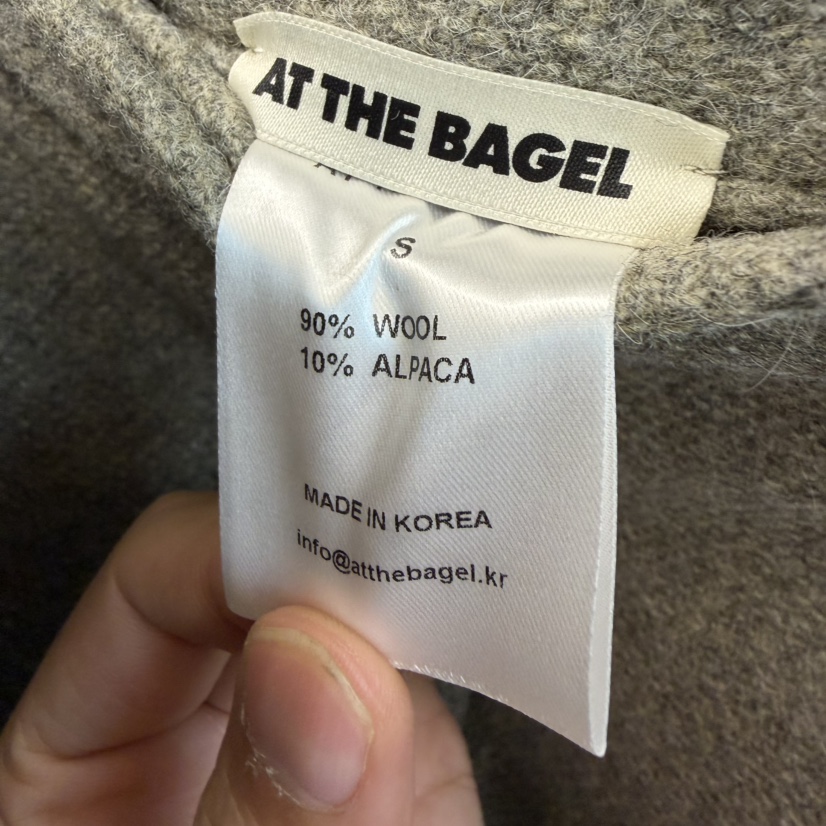 AT THE BAGEL
S
90% WOOL
10% ALPACA
MADE IN KOREA
info@atthebagel.kr